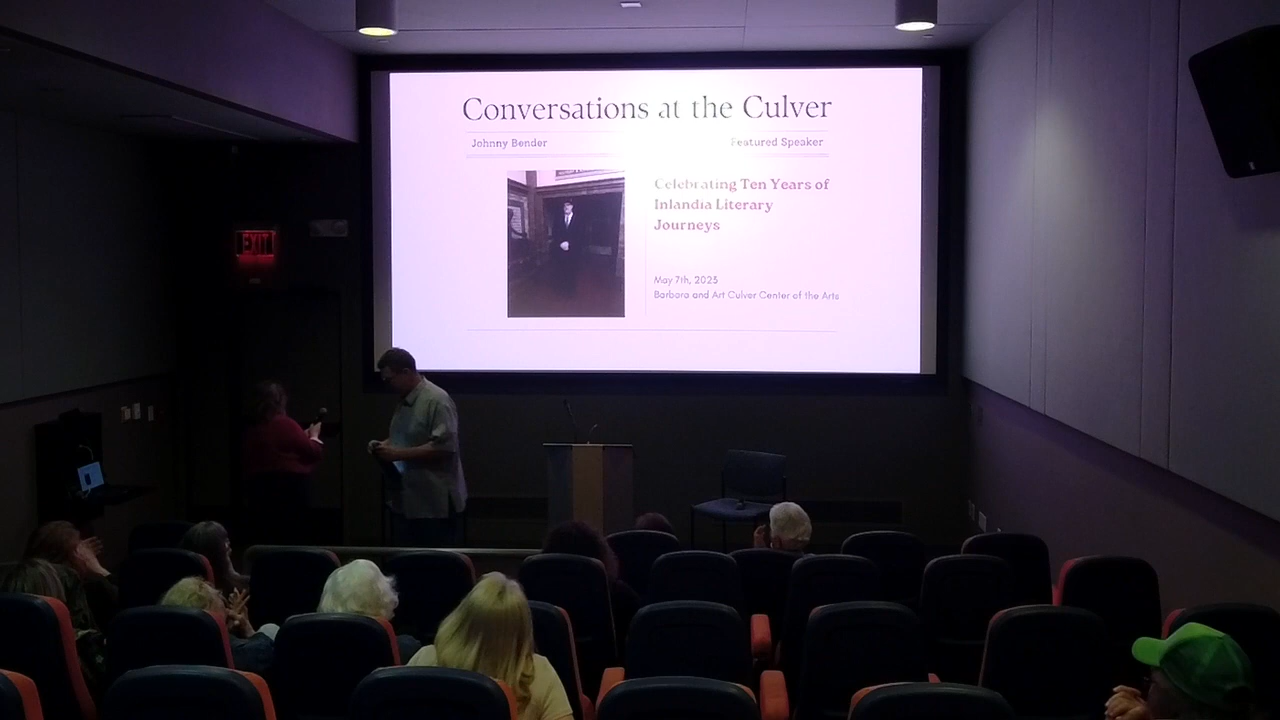 Conversations at the Culver
Johnny Bender
Featured Speaker
Celebrating Ten Years of
Inlandia Literary
Journeys
May 7th, 2025
Barbara and Art Culver Center of the Arts
EXIT